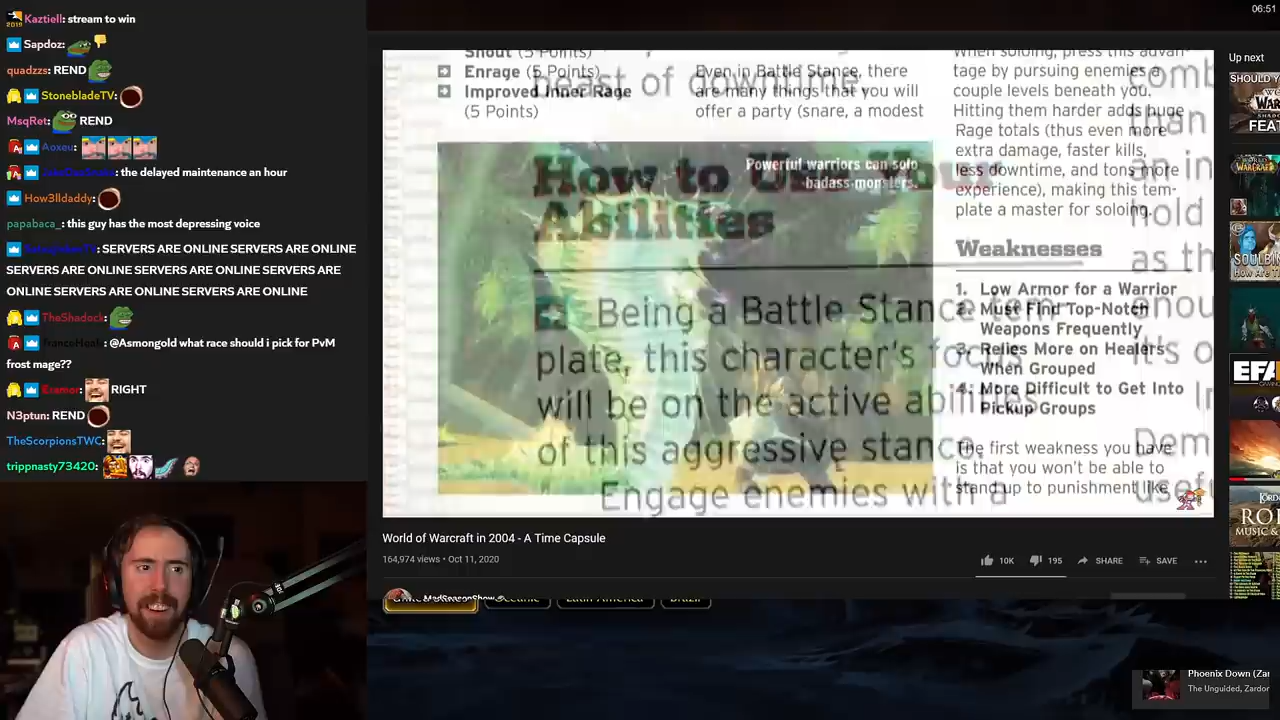 Kaztiell: stream to win
Sapdoz:
quadzzs: REND
StonebladeTV:
MsqRet: REND
Aoxeu:
: the delayed maintenance an hour
How3lldaddy:
papabaca_: this guy has the most depressing voice
: SERVERS ARE ONLINE SERVERS ARE ONLINE
SERVERS ARE ONLINE SERVERS ARE ONLINE SERVERS ARE
ONLINE SERVERS ARE ONLINE SERVERS ARE ONLINE
TheShadock:
: @Asmongold what race should i pick for PvM
frost mage??
: RIGHT
N3ptun: REND
TheScorpionsTWC:
trippnasty73420:
06:51
Shout (5 Points)
Enrage (5 Points)
Improved Inner Rage
(5 Points)
Even in Battle Stance, there
are many things that you will
offer a party (snare, a modest
When soloing, press this advan-
tage by pursuing enemies a
couple levels beneath you.
Hitting them harder adds huge
Rage totals (thus even more
extra damage, faster kills,
less downtime, and tons more
experience), making this tem-
plate a master for soloing.
Powerful warriors can solo
badass monsters.
How to Use Your
Abilities
Being a Battle Stance tem
plate, this character's focus
will be on the active abilities
of this aggressive stance.
Engage enemies with a
Weaknesses
1. Low Armor for a Warrior
2. Must Find Top-Notch
Weapons Frequently
3. Relies More on Healers
When Grouped
4. More Difficult to Get Into
Pickup Groups
The first weakness you have
is that you won't be able to
stand up to punishment like
World of Warcraft in 2004 - A Time Capsule
164,974 views • Oct 11, 2020
10K
195
SHARE
SAVE
MadSeasonShow
Oceanic
Latin America
Brazil
Up next
Phoenix Down (Zar
The Unguided, Zardor